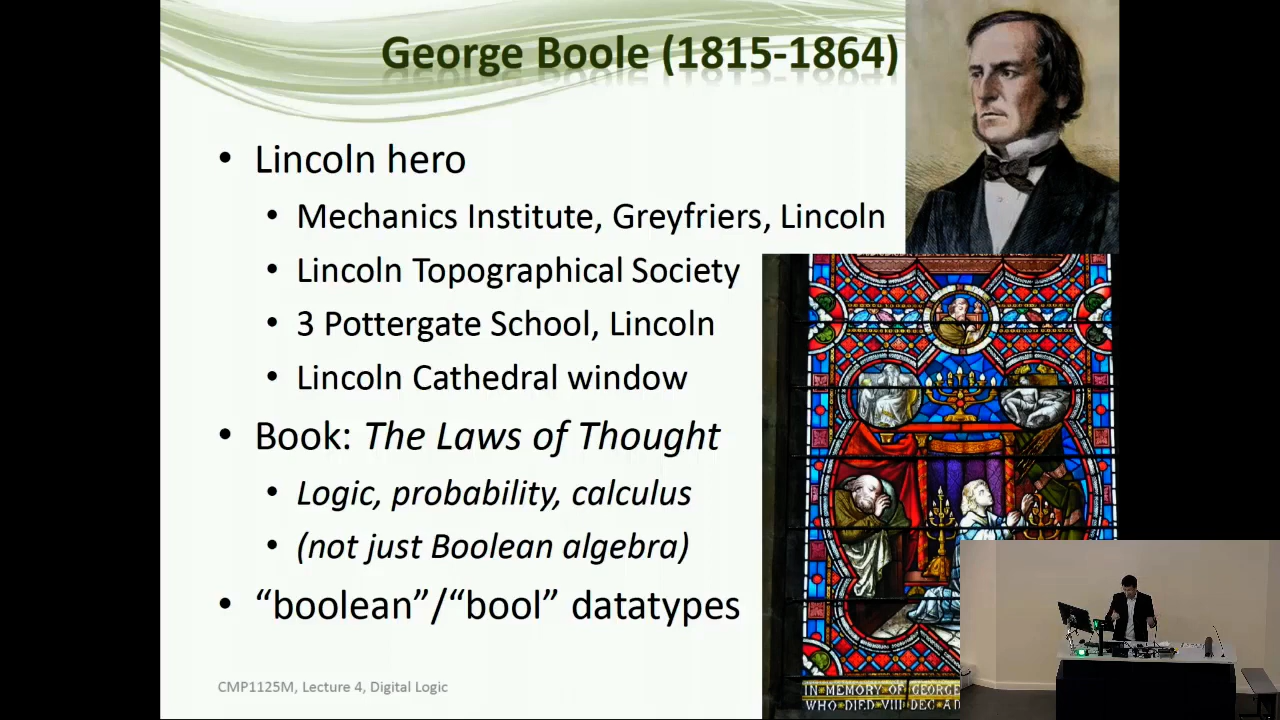 George Boole (1815-1864)
• Lincoln hero
• Mechanics Institute, Greyfriers, Lincoln
• Lincoln Topographical Society
• 3 Pottergate School, Lincoln
• Lincoln Cathedral window
• Book: The Laws of Thought
• Logic, probability, calculus
• (not just Boolean algebra)
• “boolean”/“bool” datatypes
IN MEMORY OF GEORGE
WHO DIED VIII DEC A D
CMP1125M, Lecture 4, Digital Logic